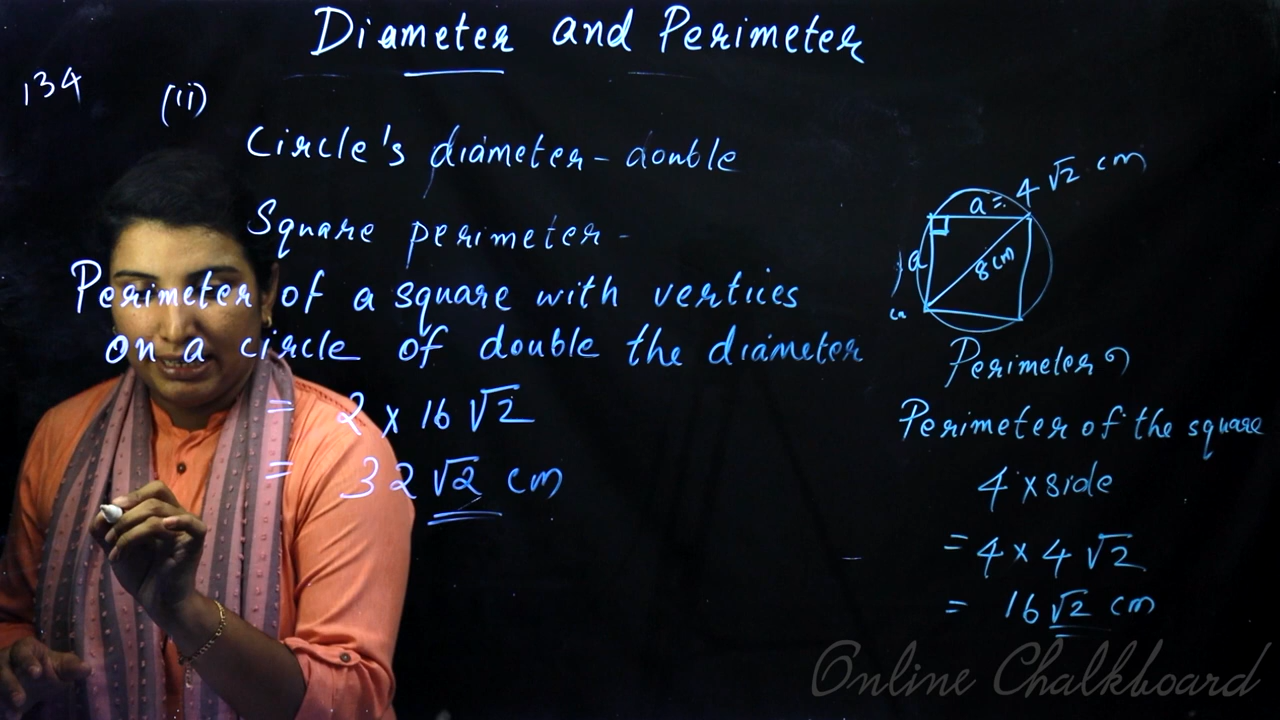 Diameter and Perimeter
134 (ii)
Circle's diameter - double
Square perimeter -
Perimeter of a square with vertices
on a circle of double the diameter
= 2 × 16 √2
= 32 √2 cm
a = 4 √2 cm
a
8 cm
Perimeter
Perimeter of the square
4 × side
= 4 × 4 √2
= 16 √2 cm
Online Chalkboard